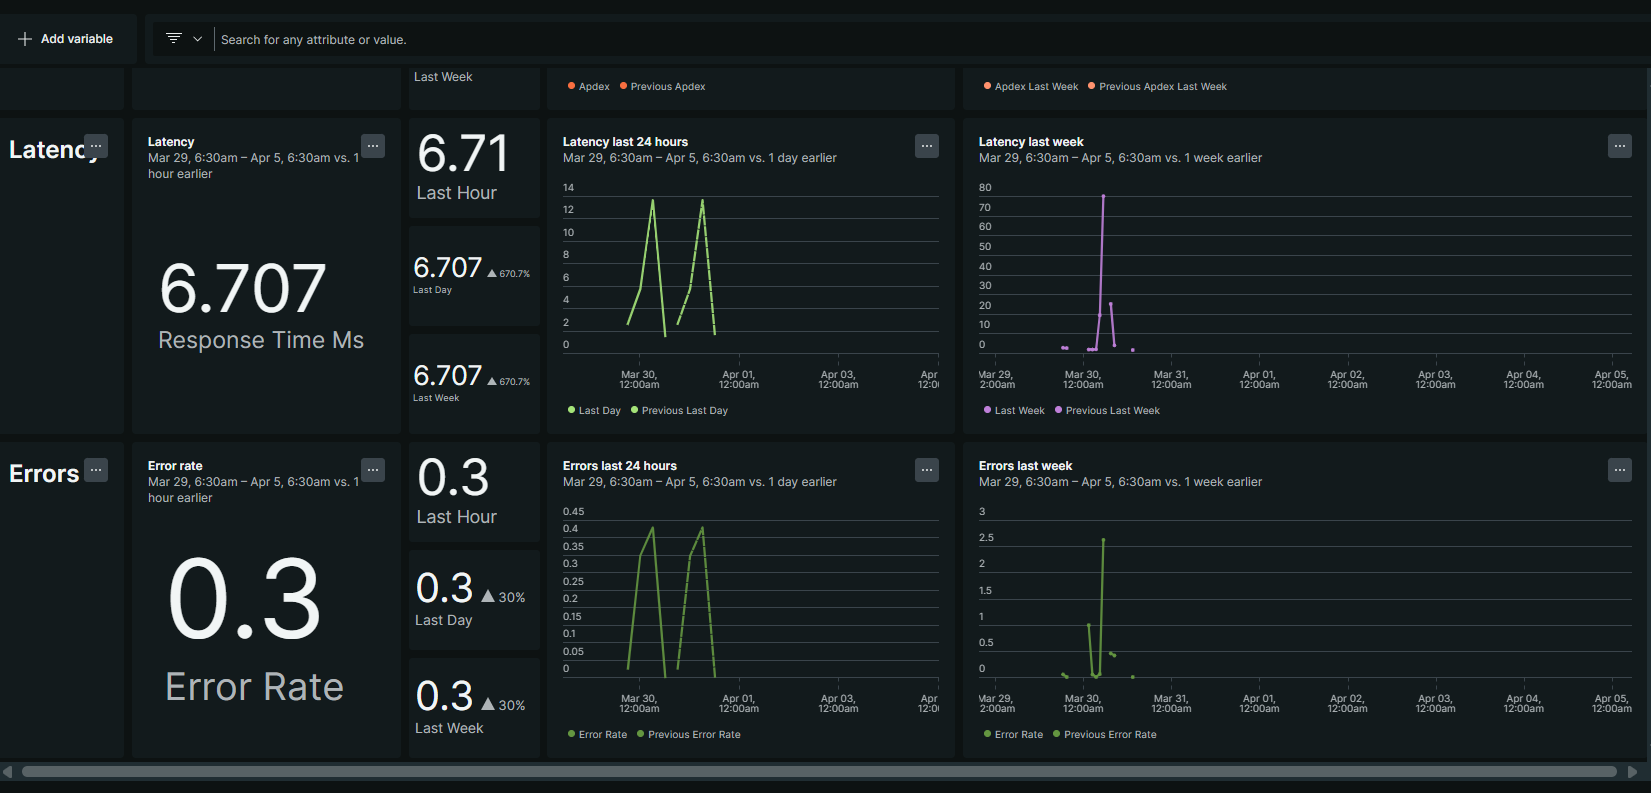 Add variable
Search for any attribute or value.
Last Week
Apdex Previous Apdex
Apdex Last Week Previous Apdex Last Week
Latency
Latency
Mar 29, 6:30am – Apr 5, 6:30am vs. 1
hour earlier
6.707
Response Time Ms
6.71
Last Hour
6.707 ▲ 670.7%
Last Day
6.707 ▲ 670.7%
Last Week
Latency last 24 hours
Mar 29, 6:30am – Apr 5, 6:30am vs. 1 day earlier
14
12
10
8
6
4
2
0
Mar 30, Apr 01, Apr 03, Apr
12:00am 12:00am 12:00am 12:0
Last Day Previous Last Day
Latency last week
Mar 29, 6:30am – Apr 5, 6:30am vs. 1 week earlier
80
70
60
50
40
30
20
10
0
Mar 29, Mar 30, Mar 31, Apr 01, Apr 02, Apr 03, Apr 04, Apr 05,
2:00am 12:00am 12:00am 12:00am 12:00am 12:00am 12:00am 12:00am
Last Week Previous Last Week
Errors
Error rate
Mar 29, 6:30am – Apr 5, 6:30am vs. 1
hour earlier
0.3
Error Rate
0.3
Last Hour
0.3 ▲ 30%
Last Day
0.3 ▲ 30%
Last Week
Errors last 24 hours
Mar 29, 6:30am – Apr 5, 6:30am vs. 1 day earlier
0.45
0.4
0.35
0.3
0.25
0.2
0.15
0.1
0.05
0
Mar 30, Apr 01, Apr 03, Apr
12:00am 12:00am 12:00am 12:0
Error Rate Previous Error Rate
Errors last week
Mar 29, 6:30am – Apr 5, 6:30am vs. 1 week earlier
3
2.5
2
1.5
1
0.5
0
Mar 29, Mar 30, Mar 31, Apr 01, Apr 02, Apr 03, Apr 04, Apr 05,
2:00am 12:00am 12:00am 12:00am 12:00am 12:00am 12:00am 12:00am
Error Rate Previous Error Rate